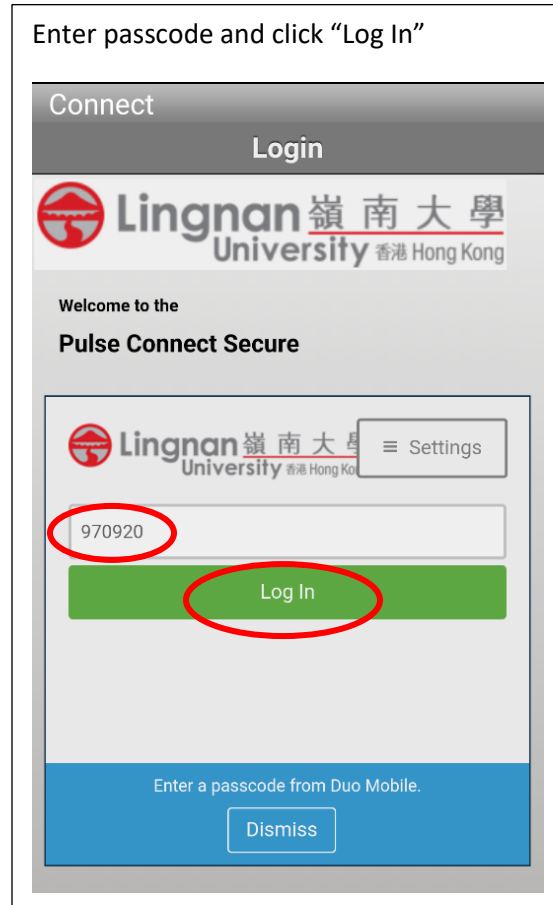 Enter passcode and click “Log In”
Connect
Login
Lingnan 嶺南大學
University 香港 Hong Kong
Welcome to the
Pulse Connect Secure
Lingnan 嶺南大
≡ Settings
University 香港 Hong
970920
Log In
Enter a passcode from Duo Mobile.
Dismiss